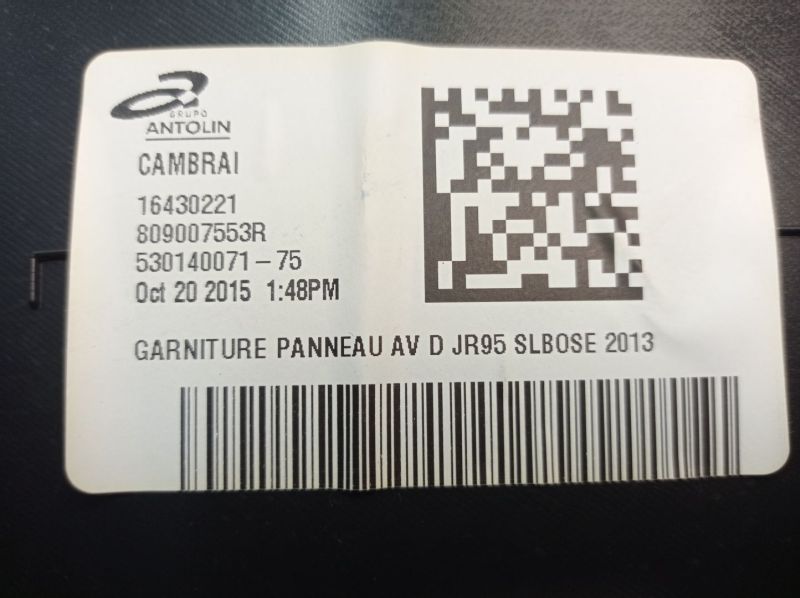 GRUPO
ANTOLIN
CAMBRAI
16430221
809007553R
530140071-75
Oct 20 2015 1:48PM
GARNITURE PANNEAU AV D JR95 SLBOSE 2013